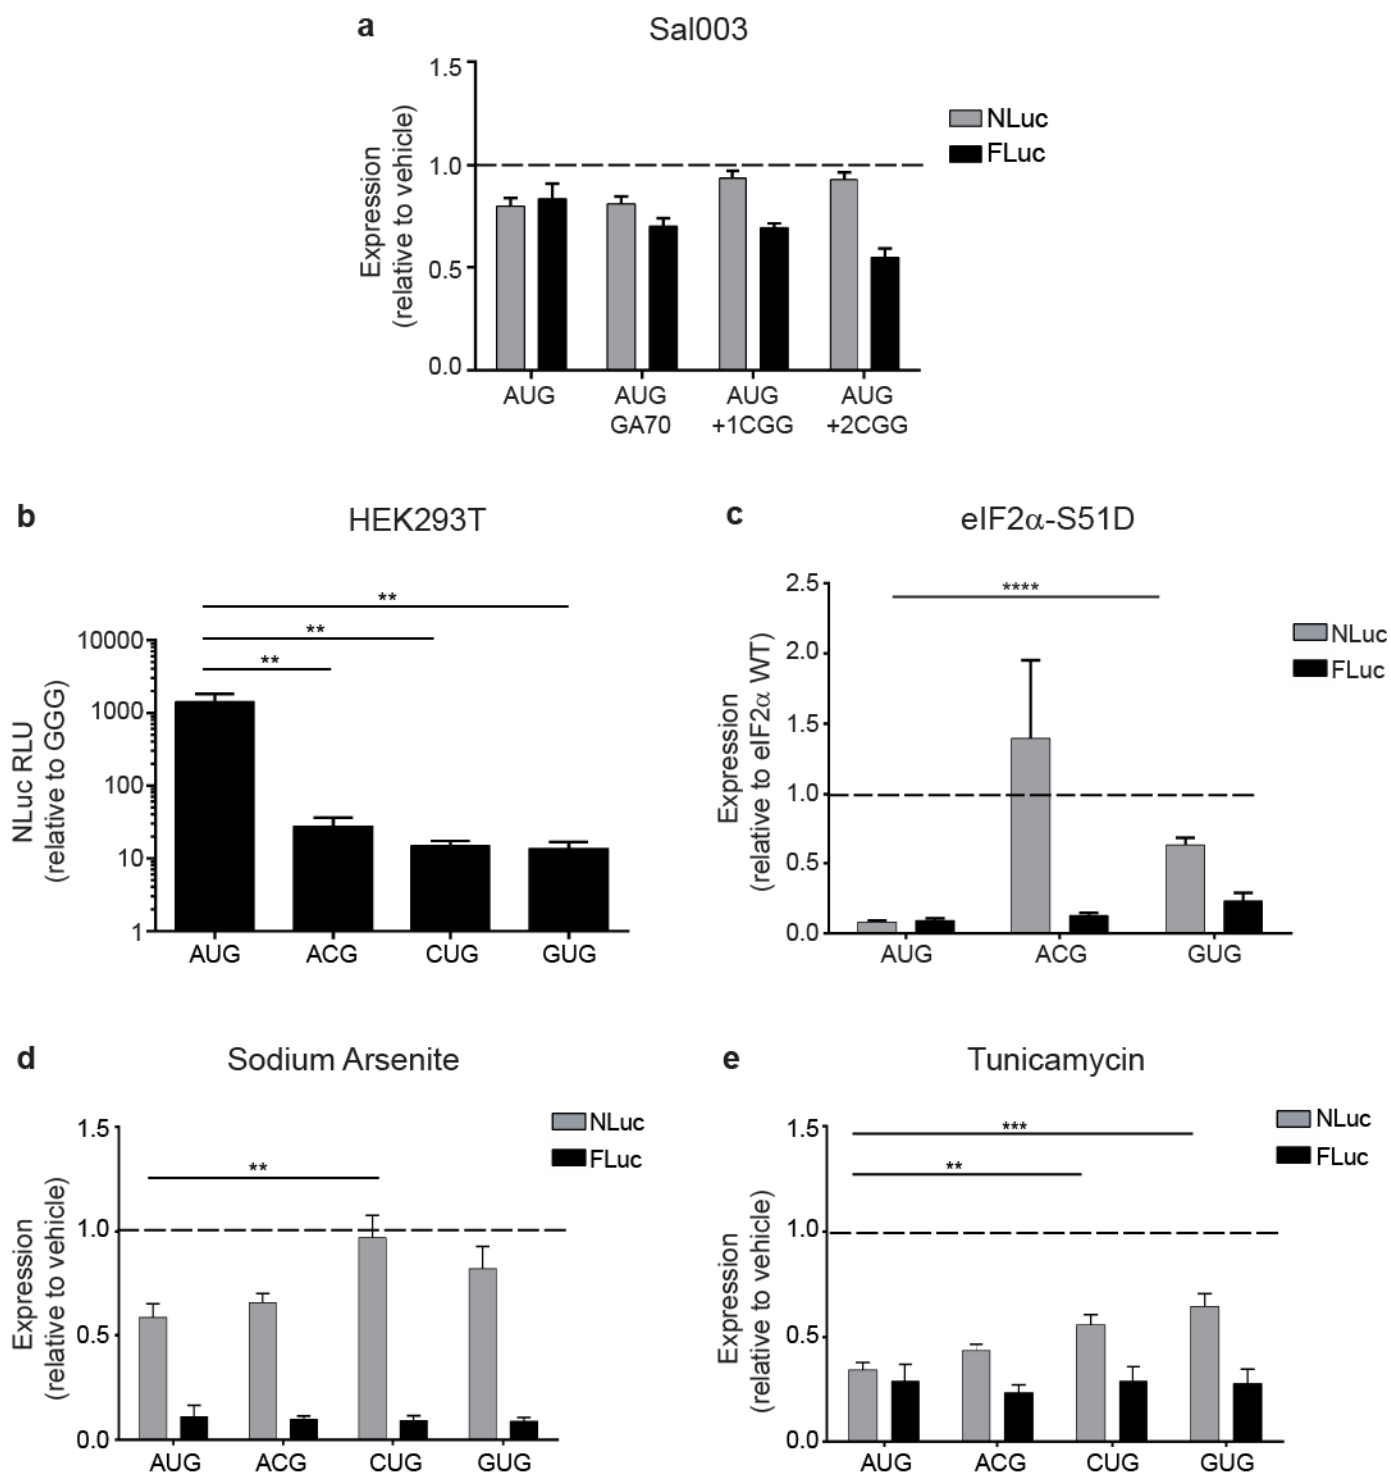 a
Sal003
1.5
1.0
0.5
0.0
Expression
(relative to vehicle)
NLuc
FLuc
AUG
AUG
AUG
AUG
GA70
+1CGG
+2CGG
b
HEK293T
**
**
**
10000
1000
100
10
1
NLuc RLU
(relative to GGG)
AUG
ACG
CUG
GUG
c
eIF2α-S51D
****
2.5
2.0
1.5
1.0
0.5
0.0
Expression
(relative to eIF2α WT)
NLuc
FLuc
AUG
ACG
GUG
d
Sodium Arsenite
NLuc
FLuc
**
1.5
1.0
0.5
0.0
Expression
(relative to vehicle)
AUG
ACG
CUG
GUG
e
Tunicamycin
NLuc
FLuc
***
**
1.5
1.0
0.5
0.0
Expression
(relative to vehicle)
AUG
ACG
CUG
GUG